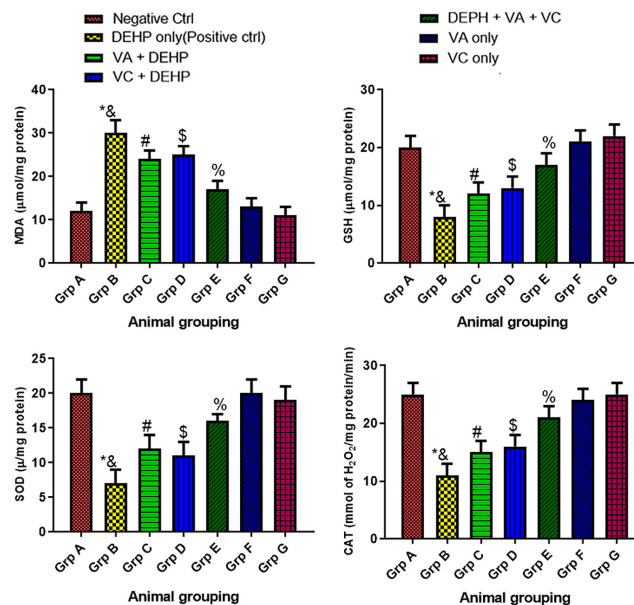 Negative Ctrl
DEHP only(Positive ctrl)
VA + DEHP
VC + DEHP
DEPH + VA + VC
VA only
VC only
MDA (μmol/mg protein)
40
30
20
10
0
*&
#
$
%
Grp A
Grp B
Grp C
Grp D
Grp E
Grp F
Grp G
Animal grouping
GSH (μmol/mg protein)
30
20
10
0
*&
#
$
%
Grp A
Grp B
Grp C
Grp D
Grp E
Grp F
Grp G
Animal grouping
SOD (μ/mg protein)
25
20
15
10
5
0
*&
#
$
%
Grp A
Grp B
Grp C
Grp D
Grp E
Grp F
Grp G
Animal grouping
CAT (mmol of H₂O₂/mg protein/min)
30
20
10
0
*&
#
$
%
Grp A
Grp B
Grp C
Grp D
Grp E
Grp F
Grp G
Animal grouping